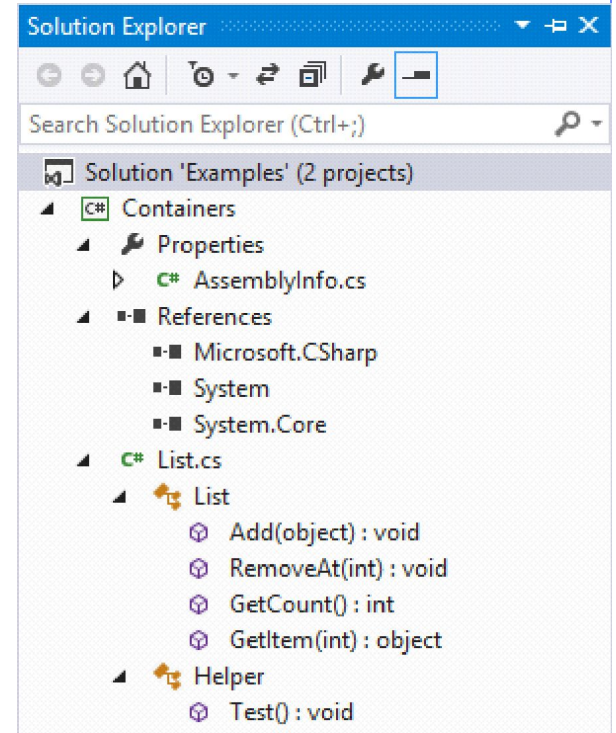 Solution Explorer
Search Solution Explorer (Ctrl+;)
Solution 'Examples' (2 projects)
C# Containers
Properties
C# AssemblyInfo.cs
References
Microsoft.CSharp
System
System.Core
C# List.cs
List
Add(object) : void
RemoveAt(int) : void
GetCount() : int
GetItem(int) : object
Helper
Test() : void